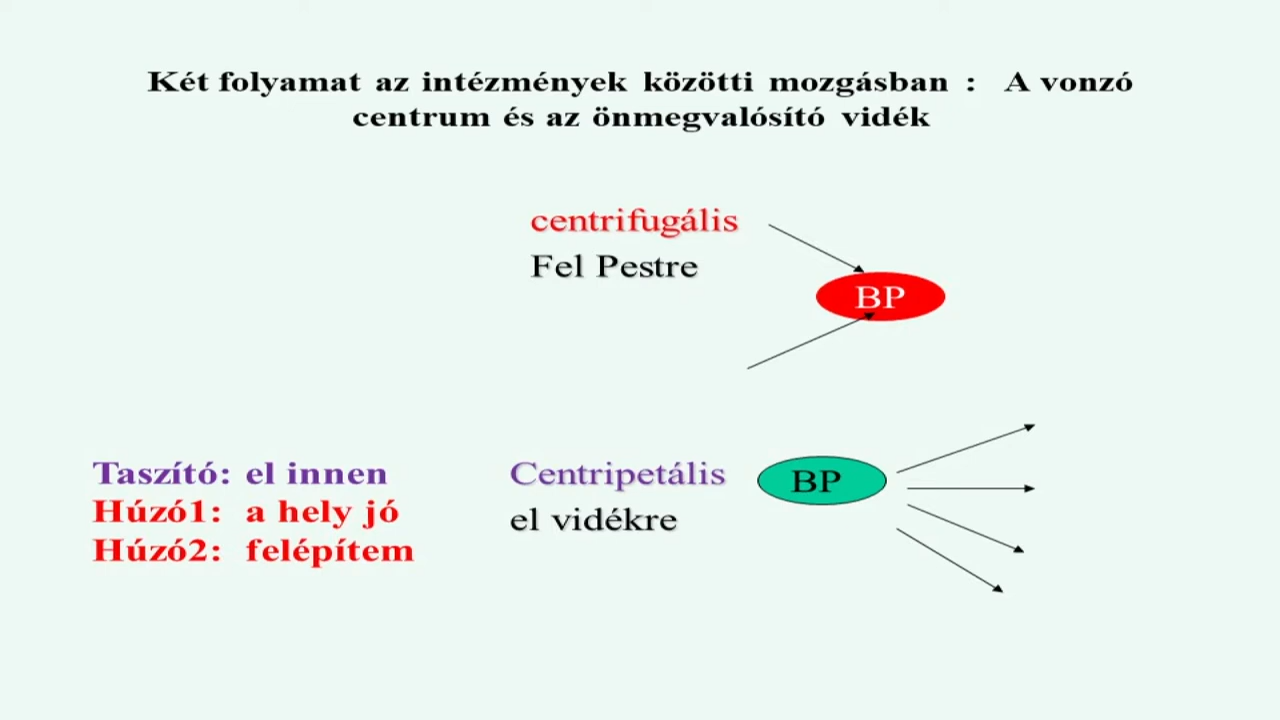 Két folyamat az intézmények közötti mozgásban : A vonzó
centrum és az önmegvalósító vidék
centrifugális
Fel Pestre
BP
Taszító: el innen
Húzó1: a hely jó
Húzó2: felépítem
Centripetális
el vidékre
BP